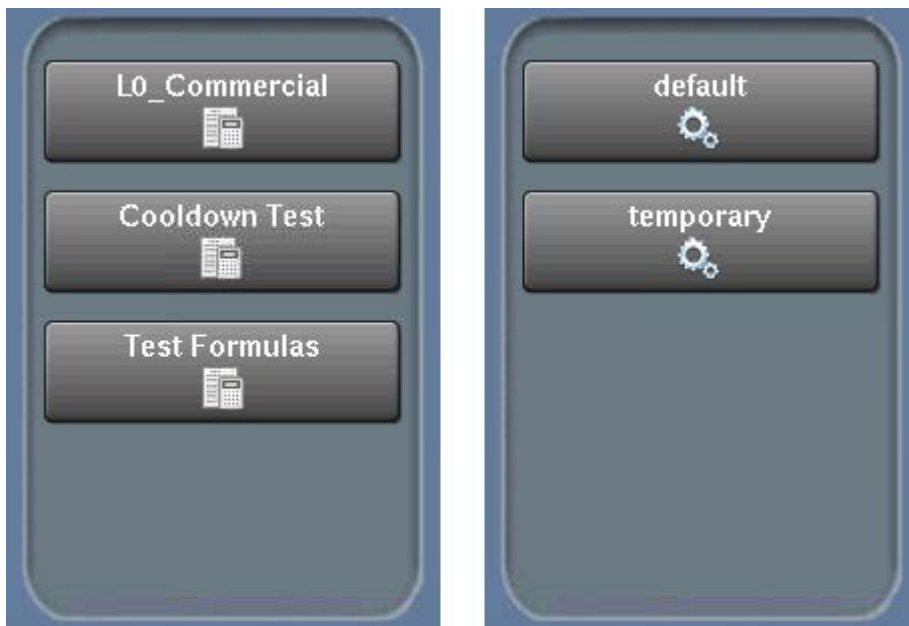 L0_Commercial
Cooldown Test
Test Formulas
default
temporary